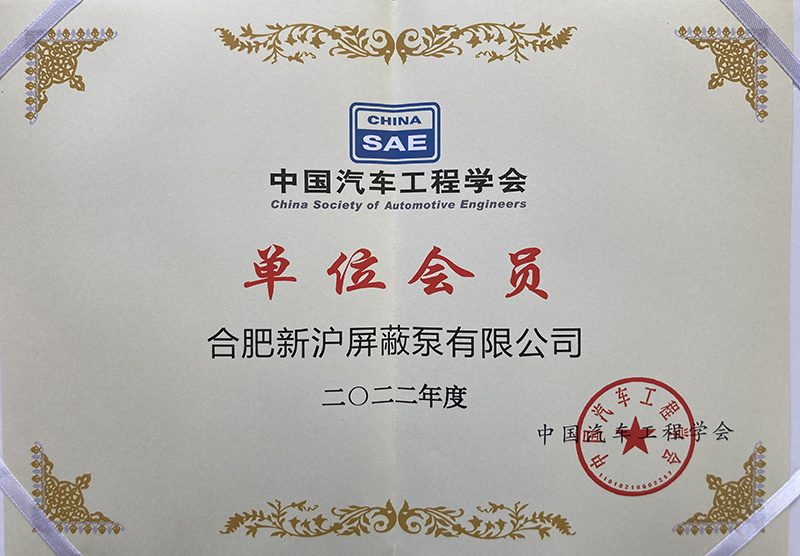 CHINA
SAE
中国汽车工程学会
China Society of Automotive Engineers
单位会员
合肥新沪屏蔽泵有限公司
二〇二二年度
中国汽车工程学会
中国汽车工程学会